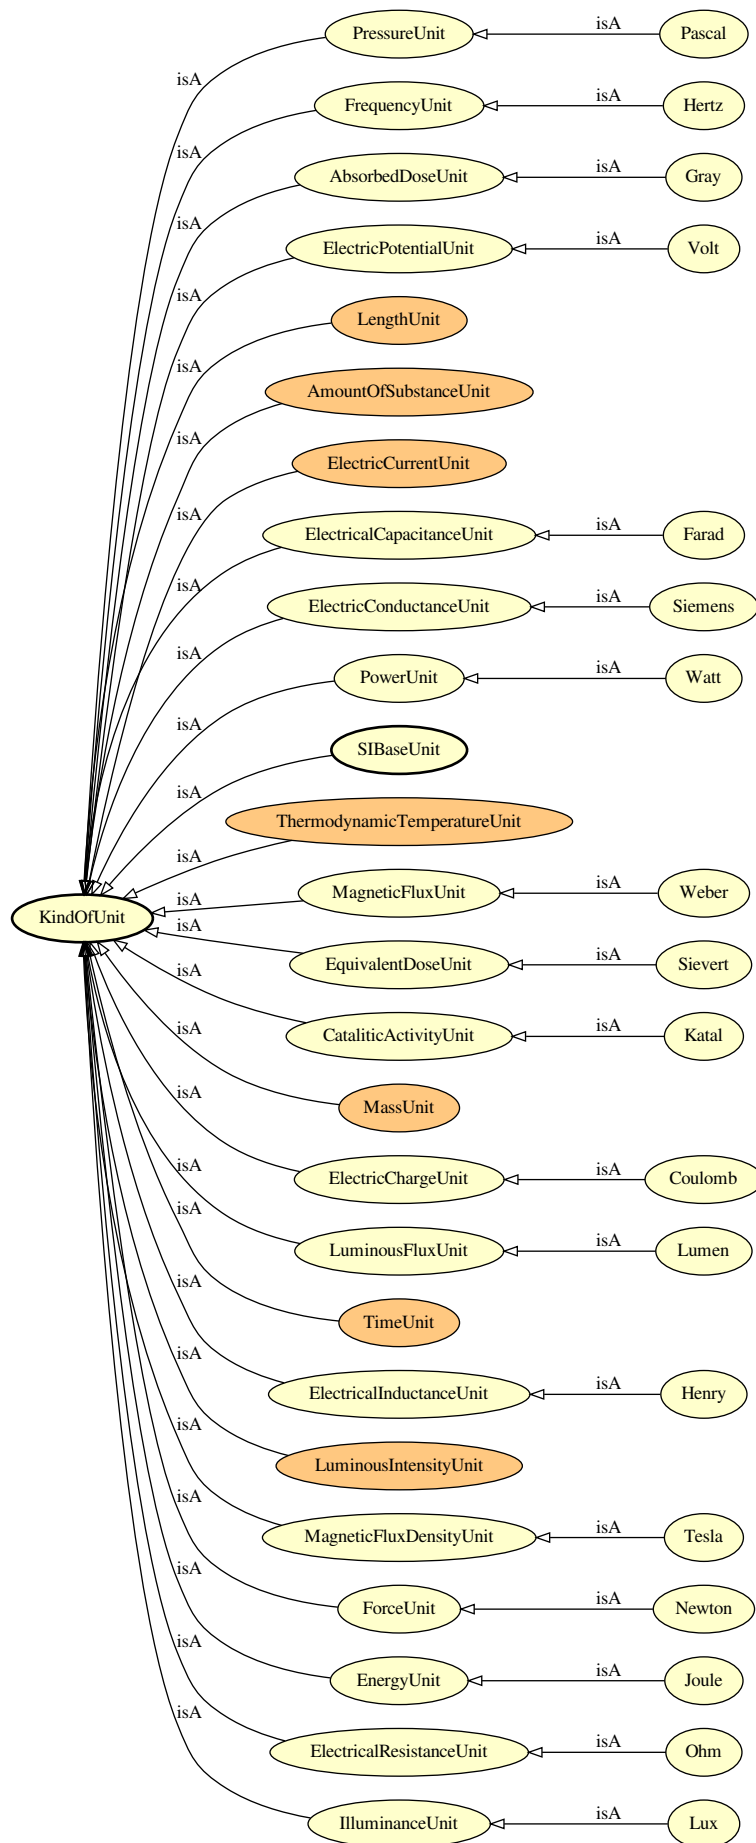 PressureUnit isA Pascal
isA
FrequencyUnit isA Hertz
isA
AbsorbedDoseUnit isA Gray
isA
ElectricPotentialUnit isA Volt
isA
LengthUnit
isA
AmountOfSubstanceUnit
isA
ElectricCurrentUnit
isA
ElectricalCapacitanceUnit isA Farad
isA
ElectricConductanceUnit isA Siemens
isA
PowerUnit isA Watt
isA
SIBaseUnit
isA
ThermodynamicTemperatureUnit
isA
MagneticFluxUnit isA Weber
isA
KindOfUnit
isA
EquivalentDoseUnit isA Sievert
isA
CataliticActivityUnit isA Katal
isA
MassUnit
isA
ElectricChargeUnit isA Coulomb
isA
LuminousFluxUnit isA Lumen
isA
TimeUnit
isA
ElectricalInductanceUnit isA Henry
isA
LuminousIntensityUnit
isA
MagneticFluxDensityUnit isA Tesla
isA
ForceUnit isA Newton
isA
EnergyUnit isA Joule
isA
ElectricalResistanceUnit isA Ohm
isA
IlluminanceUnit isA Lux